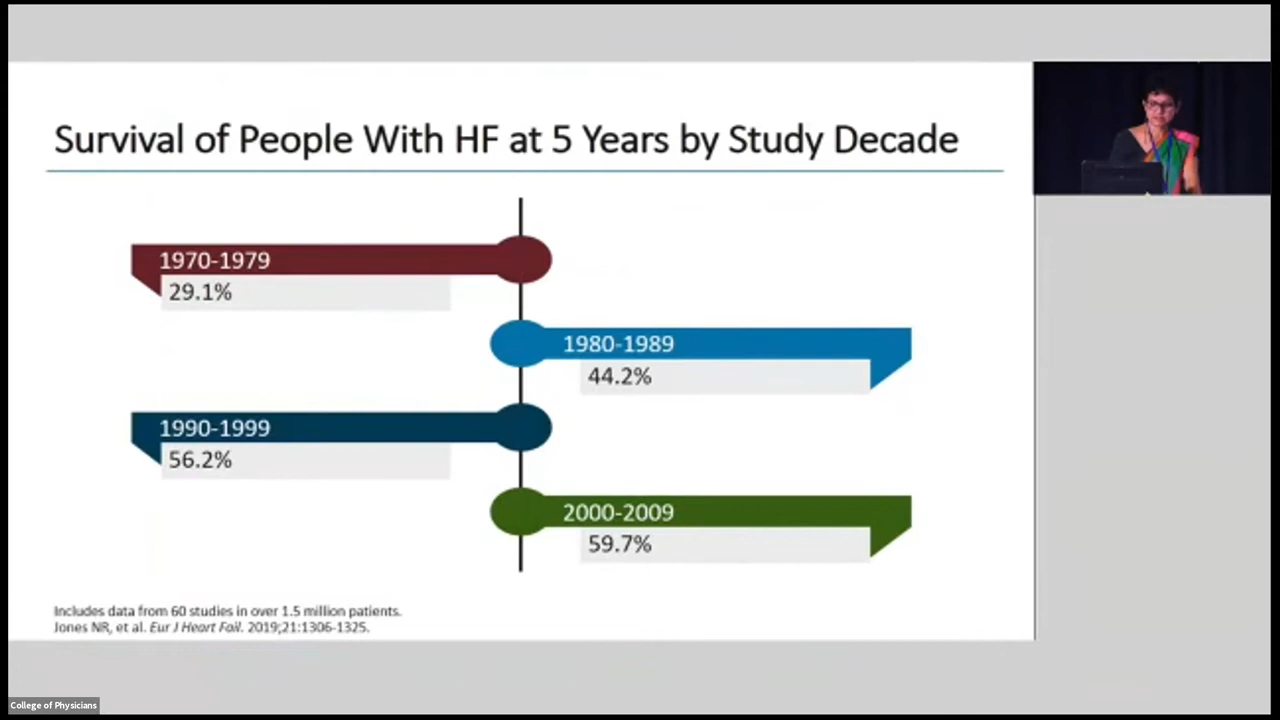 Survival of People With HF at 5 Years by Study Decade
1970-1979
29.1%
1980-1989
44.2%
1990-1999
56.2%
2000-2009
59.7%
Includes data from 60 studies in over 1.5 million patients.
Jones NR, et al. Eur J Heart Fail. 2019;21:1306-1325.
College of Physicians